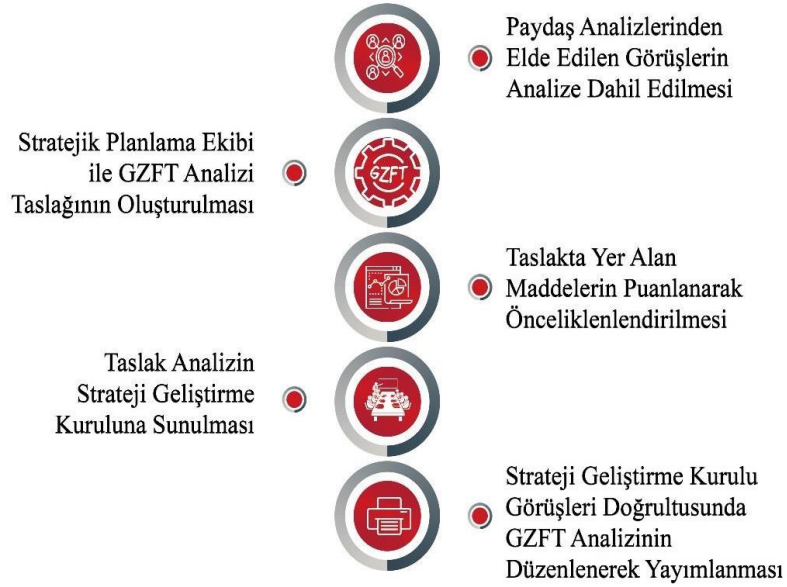 Paydaş Analizlerinden
Elde Edilen Görüşlerin
Analize Dahil Edilmesi
Stratejik Planlama Ekibi
ile GZFT Analizi
Taslağının Oluşturulması
GZFT
Taslakta Yer Alan
Maddelerin Puanlanarak
Önceliklenlendirilmesi
Taslak Analizin
Strateji Geliştirme
Kuruluna Sunulması
Strateji Geliştirme Kurulu
Görüşleri Doğrultusunda
GZFT Analizinin
Düzenlenerek Yayımlanması